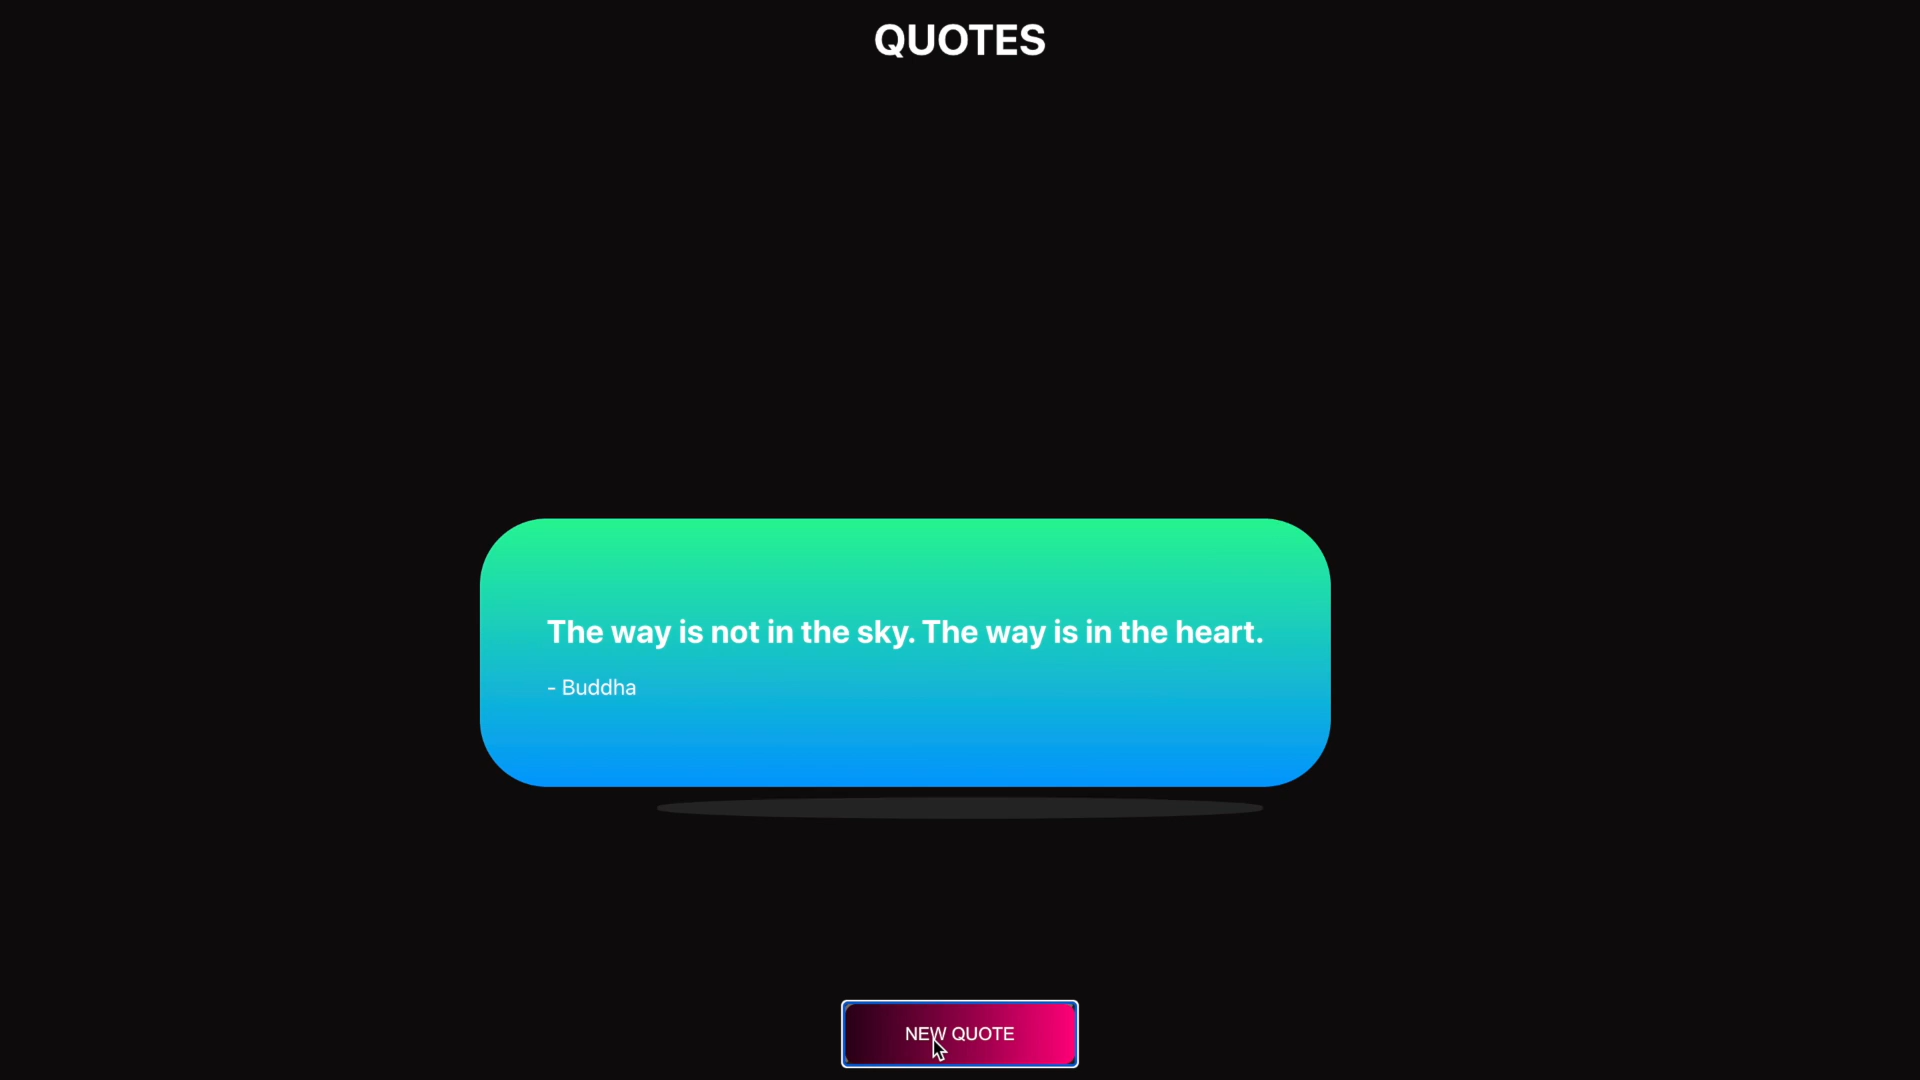 QUOTES
The way is not in the sky. The way is in the heart.
- Buddha
NEW QUOTE